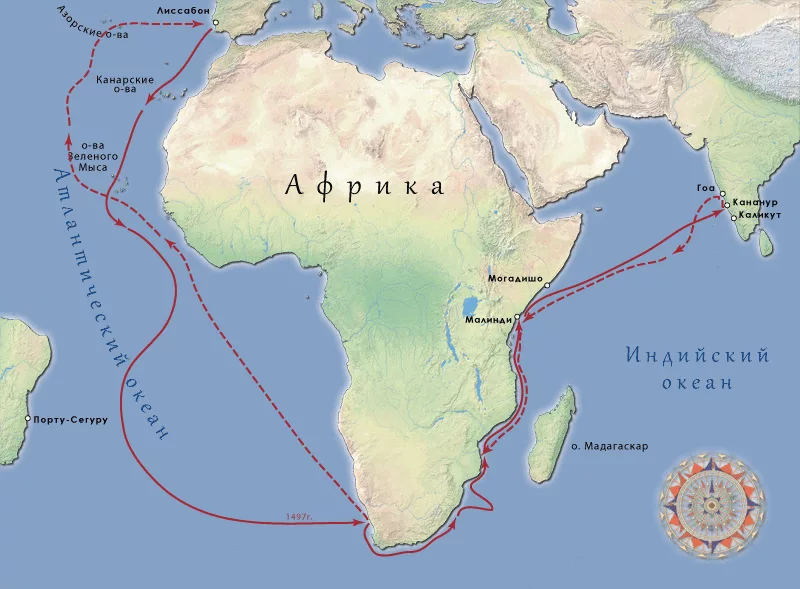 Лиссабон
Азорские о-ва
Канарские
о-ва
о-ва
Зеленого
Мыса
Атлантический океан
Африка
Гоа
Кананур
Каликут
Могадишо
Малинди
Индийский
океан
Порту-Сегуру
о. Мадагаскар
1497г.